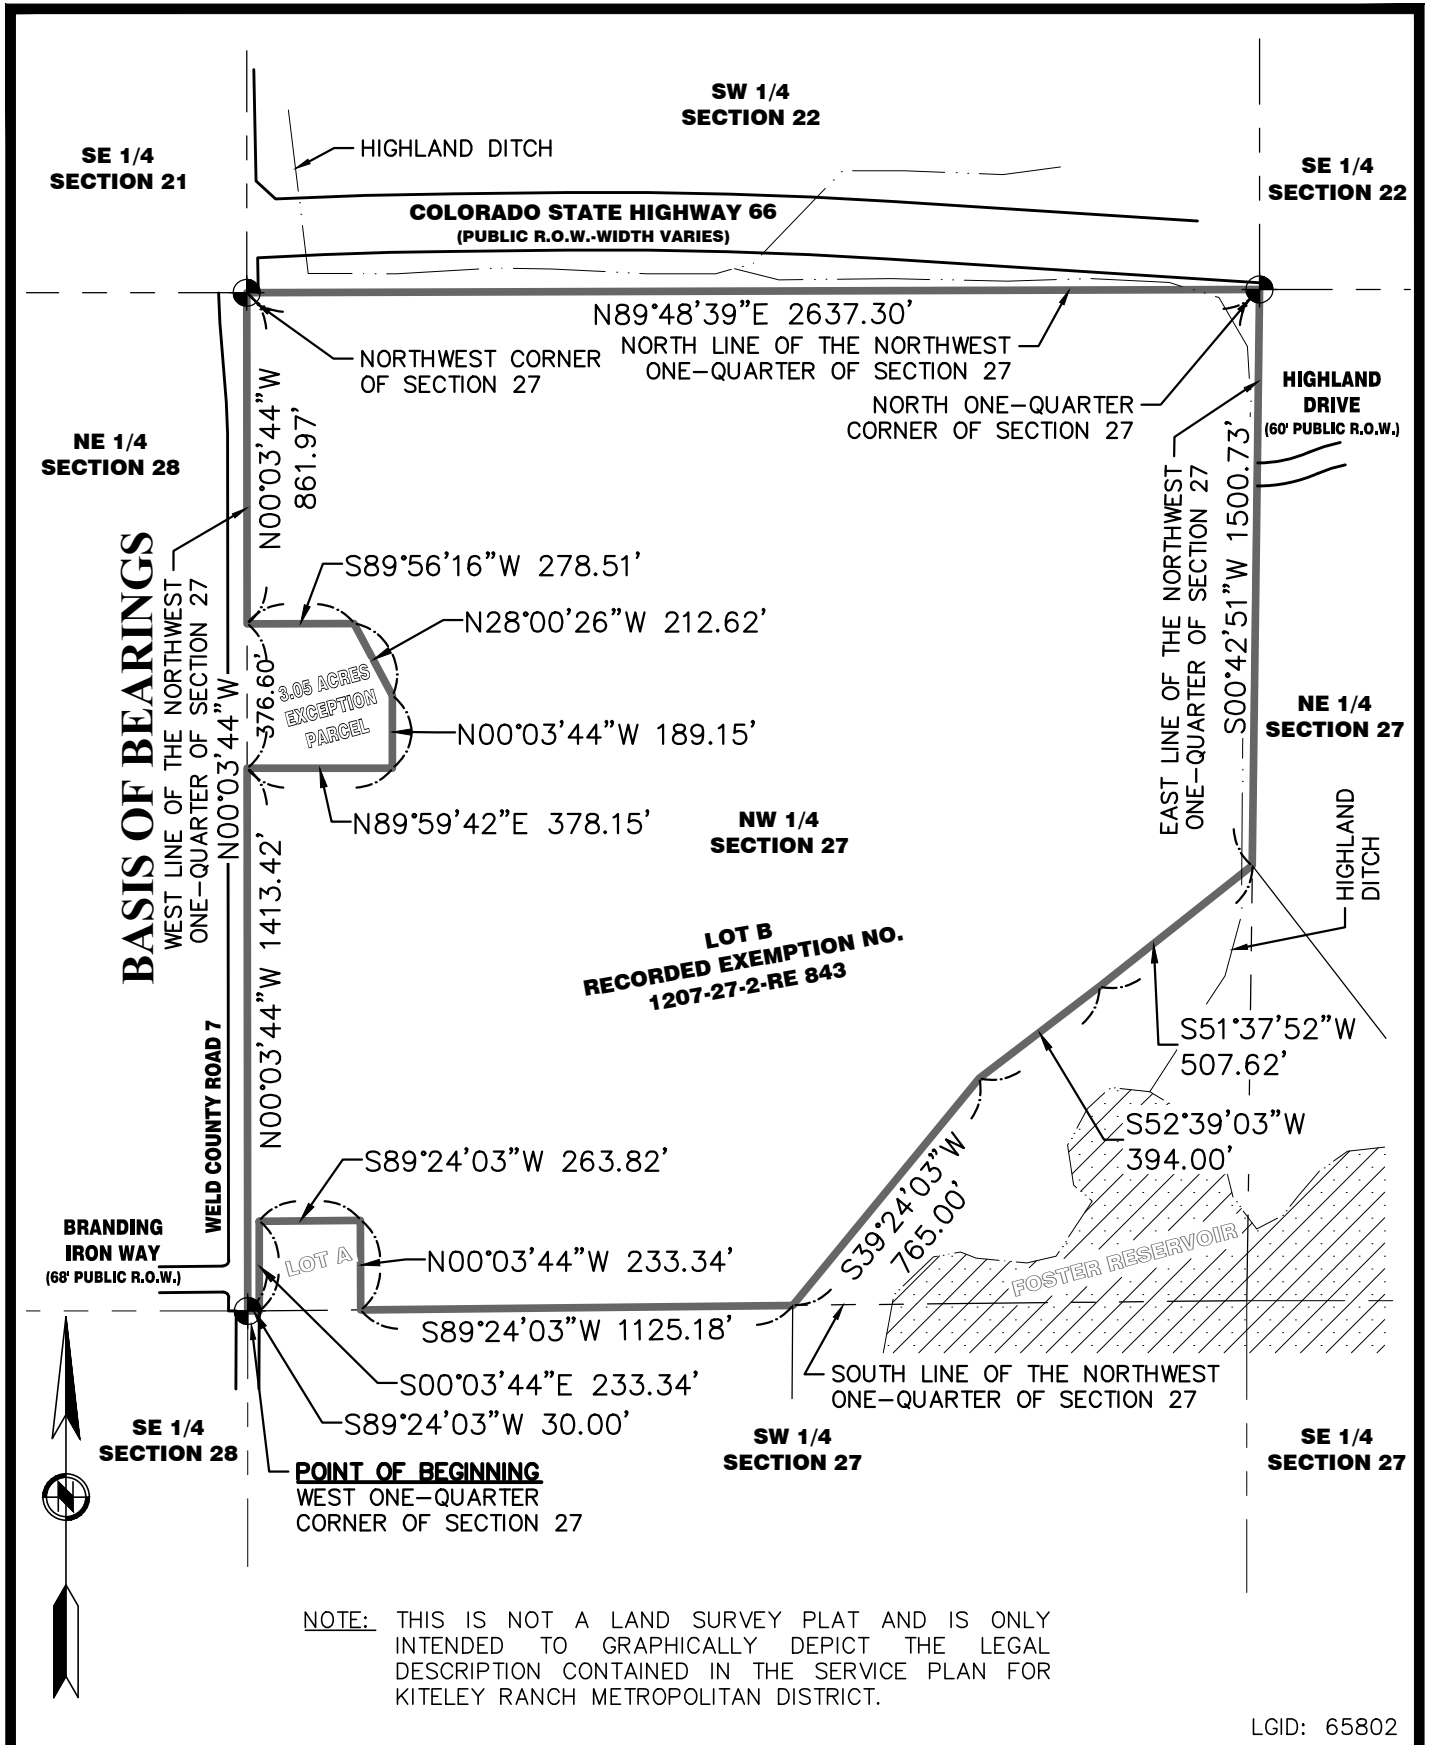 SW 1/4
SECTION 22
SE 1/4
SECTION 21
HIGHLAND DITCH
SE 1/4
SECTION 22
COLORADO STATE HIGHWAY 66
(PUBLIC R.O.W.-WIDTH VARIES)
N89°48'39"E 2637.30'
NORTHWEST CORNER
OF SECTION 27
NORTH LINE OF THE NORTHWEST
ONE-QUARTER OF SECTION 27
NORTH ONE-QUARTER
CORNER OF SECTION 27
HIGHLAND
DRIVE
(60' PUBLIC R.O.W.)
NE 1/4
SECTION 28
N00°03'44"W
861.97'
BASIS OF BEARINGS
WEST LINE OF THE NORTHWEST
ONE-QUARTER OF SECTION 27
N00°03'44"W
376.60'
EAST LINE OF THE NORTHWEST
ONE-QUARTER OF SECTION 27
S00°42'51"W 1500.73'
S89°56'16"W 278.51'
N28°00'26"W 212.62'
3.05 ACRES
EXCEPTION
PARCEL
N00°03'44"W 189.15'
N89°59'42"E 378.15'
NE 1/4
SECTION 27
NW 1/4
SECTION 27
HIGHLAND
DITCH
N00°03'44"W 1413.42'
LOT B
RECORDED EXEMPTION NO.
1207-27-2-RE 843
WELD COUNTY ROAD 7
S51°37'52"W
507.62'
S52°39'03"W
394.00'
S39°24'03"W
765.00'
S89°24'03"W 263.82'
BRANDING
IRON WAY
(68' PUBLIC R.O.W.)
LOT A
N00°03'44"W 233.34'
FOSTER RESERVOIR
S89°24'03"W 1125.18'
S00°03'44"E 233.34'
S89°24'03"W 30.00'
SOUTH LINE OF THE NORTHWEST
ONE-QUARTER OF SECTION 27
SE 1/4
SECTION 28
SW 1/4
SECTION 27
SE 1/4
SECTION 27
POINT OF BEGINNING
WEST ONE-QUARTER
CORNER OF SECTION 27
N
NOTE: THIS IS NOT A LAND SURVEY PLAT AND IS ONLY
INTENDED TO GRAPHICALLY DEPICT THE LEGAL
DESCRIPTION CONTAINED IN THE SERVICE PLAN FOR
KITELEY RANCH METROPOLITAN DISTRICT.
LGID: 65802